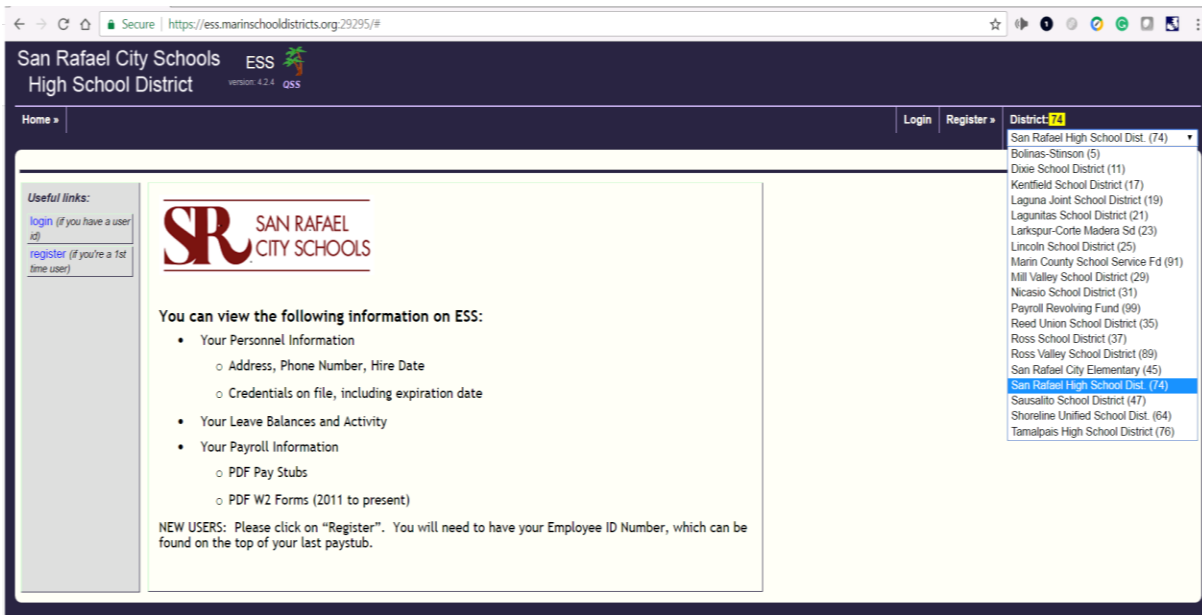 Secure | https://ess.marinschooldistricts.org:29295/#
San Rafael City Schools
High School District
ESS
version: 4.2.4 QSS
Home »
Login
Register »
District:74
San Rafael High School Dist. (74)
Bolinas-Stinson (5)
Dixie School District (11)
Kentfield School District (17)
Laguna Joint School District (19)
Lagunitas School District (21)
Larkspur-Corte Madera Sd (23)
Lincoln School District (25)
Marin County School Service Fd (91)
Mill Valley School District (29)
Nicasio School District (31)
Payroll Revolving Fund (99)
Reed Union School District (35)
Ross School District (37)
Ross Valley School District (89)
San Rafael City Elementary (45)
San Rafael High School Dist. (74)
Sausalito School District (47)
Shoreline Unified School Dist. (64)
Tamalpais High School District (76)
Useful links:
login (if you have a user
id)
register (if you're a 1st
time user)
SR SAN RAFAEL
CITY SCHOOLS
You can view the following information on ESS:
• Your Personnel Information
○ Address, Phone Number, Hire Date
○ Credentials on file, including expiration date
• Your Leave Balances and Activity
• Your Payroll Information
○ PDF Pay Stubs
○ PDF W2 Forms (2011 to present)
NEW USERS: Please click on “Register”. You will need to have your Employee ID Number, which can be
found on the top of your last paystub.